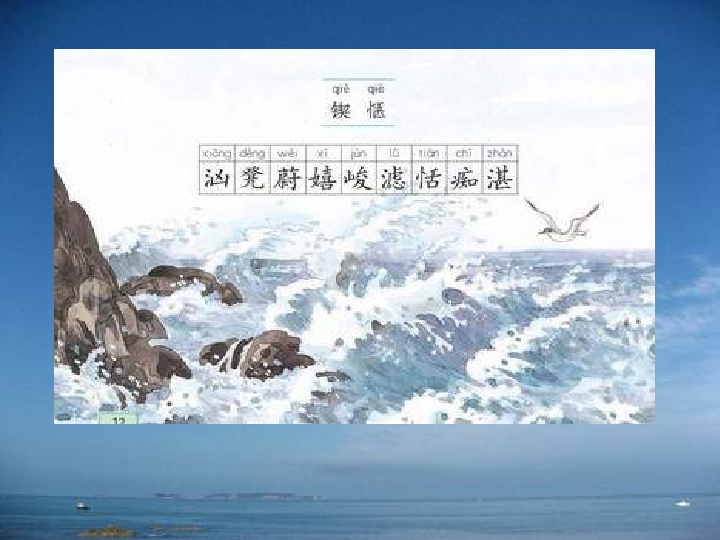 qiè qiè
锲 惬
xiōng dèng wèi xī jùn lǜ tián chī zhàn
汹 凳 蔚 嬉 峻 滤 恬 痴 湛
12